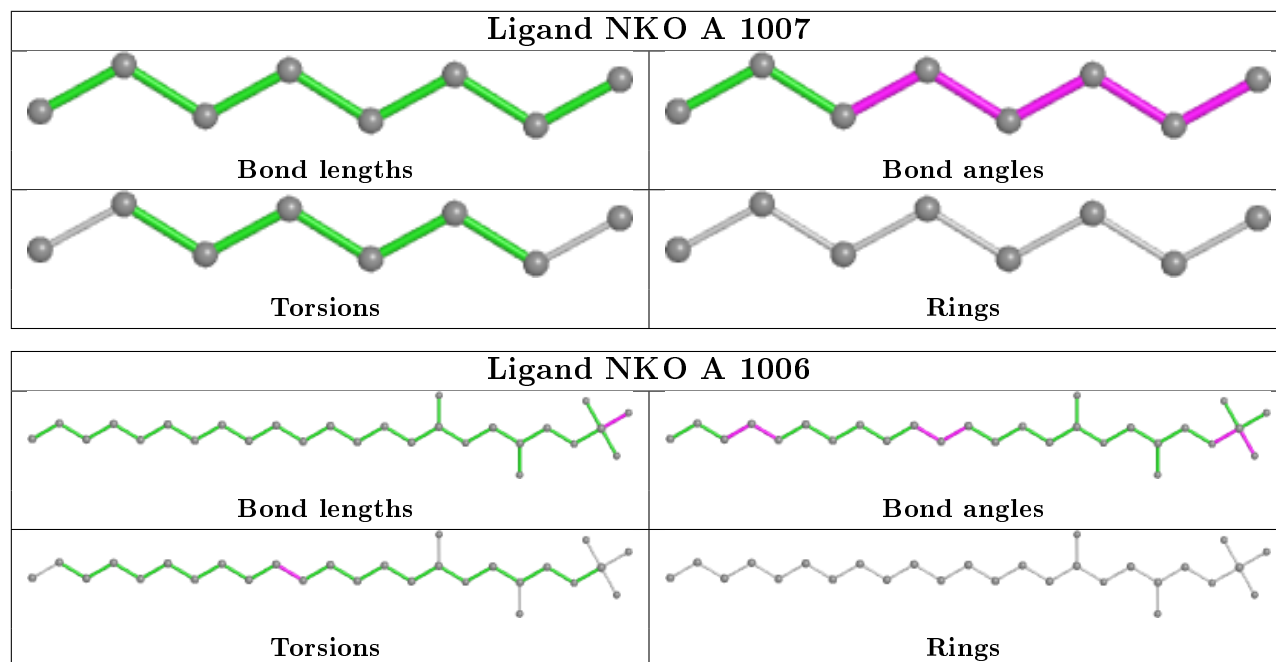 Ligand NKO A 1007
Bond lengths
Bond angles
Torsions
Rings
Ligand NKO A 1006
Bond lengths
Bond angles
Torsions
Rings